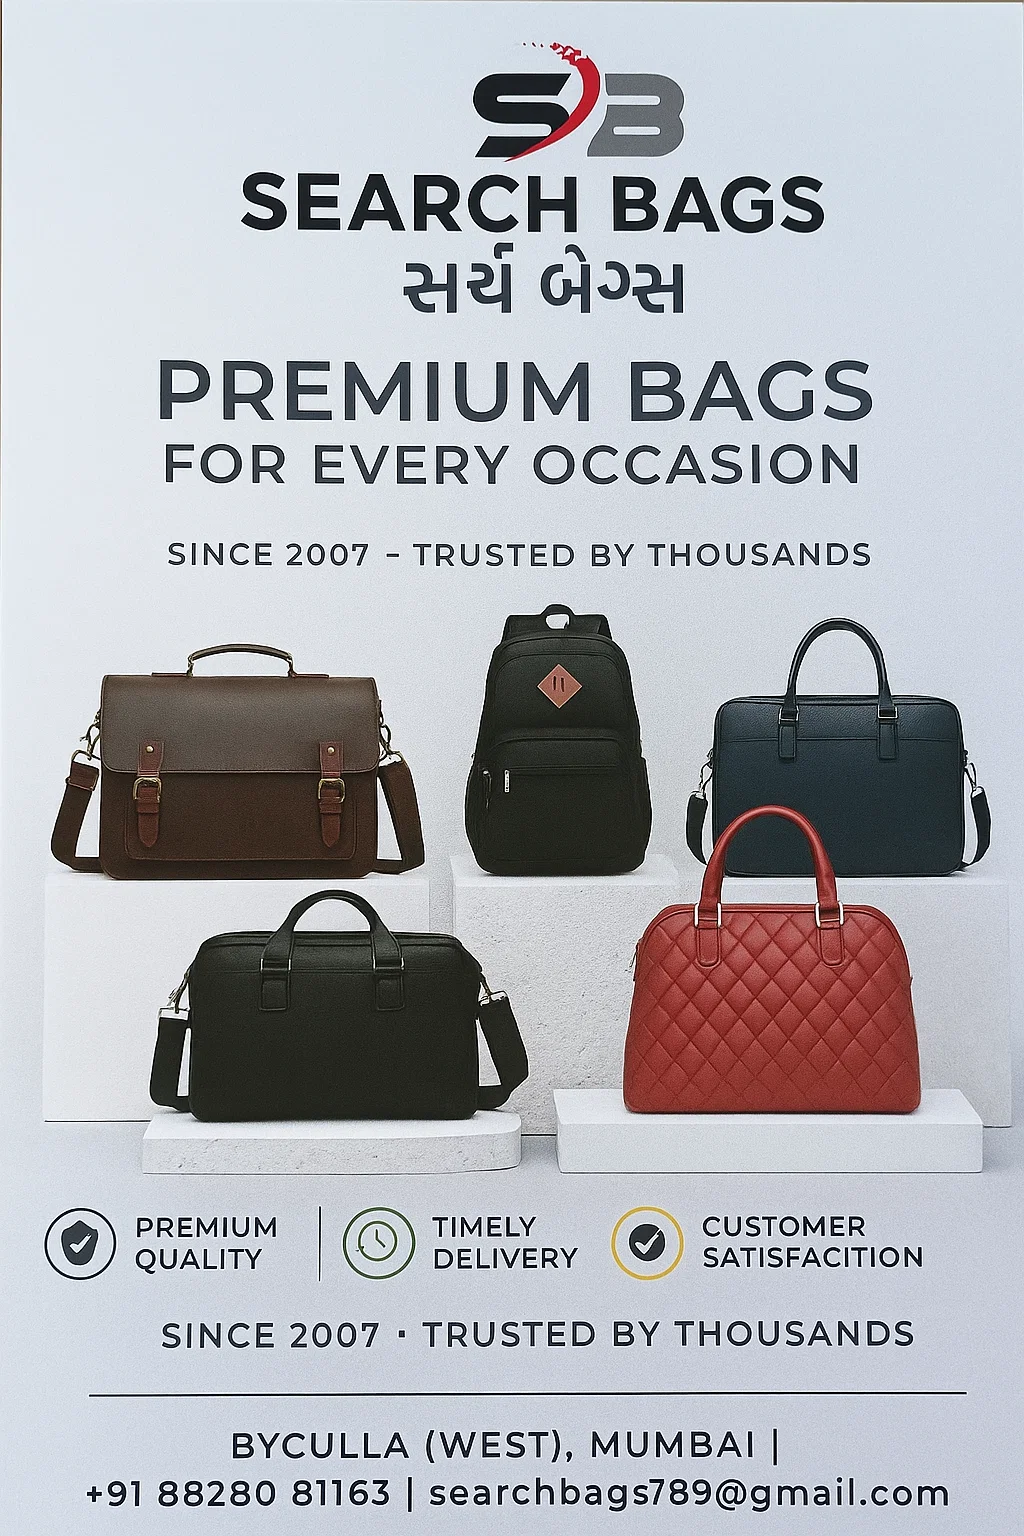 SB
SEARCH BAGS
સર્ચ બેગ્સ
PREMIUM BAGS
FOR EVERY OCCASION
SINCE 2007 – TRUSTED BY THOUSANDS
PREMIUM
QUALITY
TIMELY
DELIVERY
CUSTOMER
SATISFACITION
SINCE 2007 · TRUSTED BY THOUSANDS
BYCULLA (WEST), MUMBAI |
+91 88280 81163 | searchbags789@gmail.com